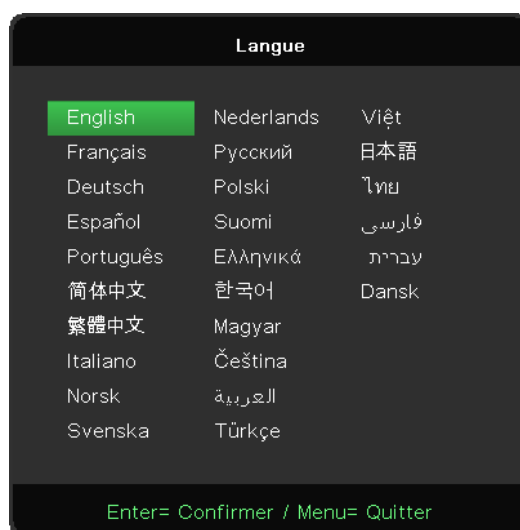 Langue
English Nederlands Việt
Français Русский 日本語
Deutsch Polski ไทย
Español Suomi فارسی
Português Ελληνικά עברית
简体中文 한국어 Dansk
繁體中文 Magyar
Italiano Čeština
Norsk العربية
Svenska Türkçe
Enter= Confirmer / Menu= Quitter